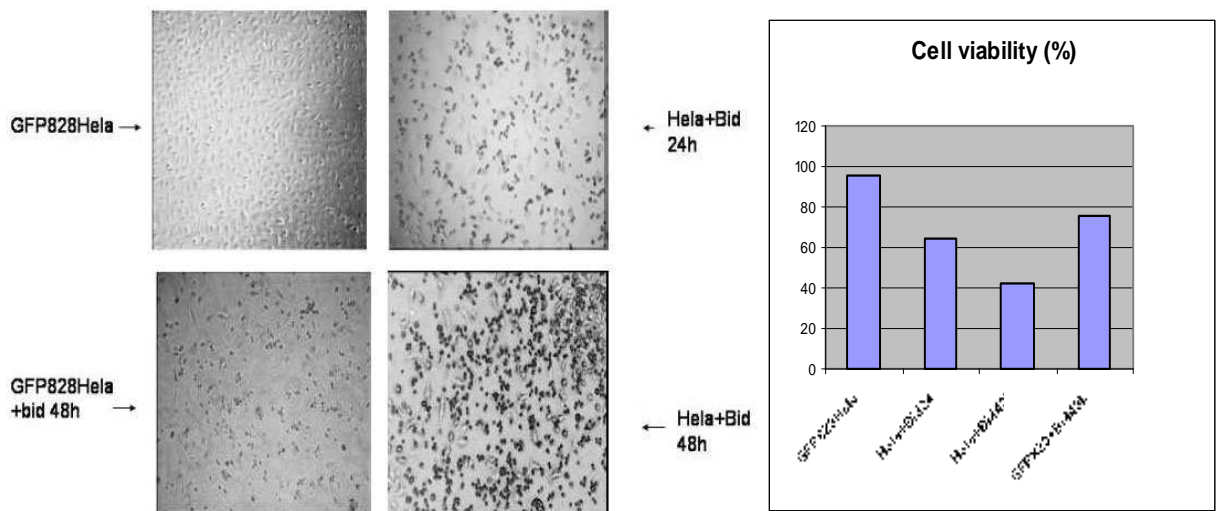 GFP828Hela
Hela+Bid
24h
GFP828Hela
+bid 48h
Hela+Bid
48h
Cell viability (%)
120
100
80
60
40
20
0